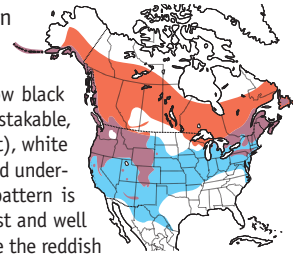 n
w black
stakable,
t), white
d under-
pattern is
st and well
e the reddish